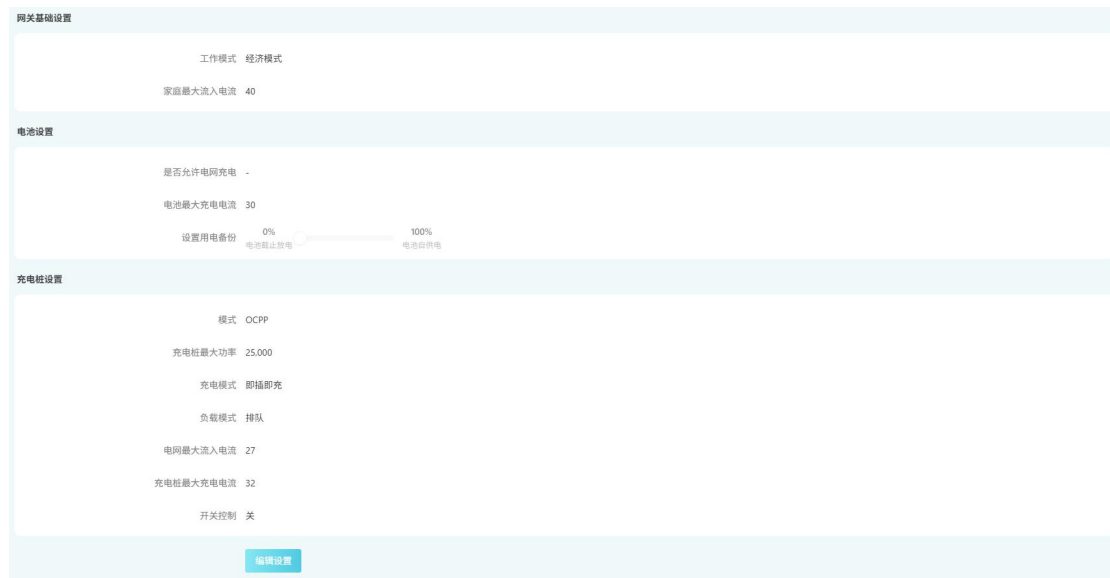 网关基础设置
工作模式 经济模式
家庭最大流入电流 40
电池设置
是否允许电网充电 -
电池最大充电电流 30
设置用电备份 0% 100%
电池截止放电 电池自供电
充电桩设置
模式 OCPP
充电桩最大功率 25,000
充电模式 即插即充
负载模式 排队
电网最大流入电流 27
充电桩最大充电电流 32
开关控制 关
编辑设置